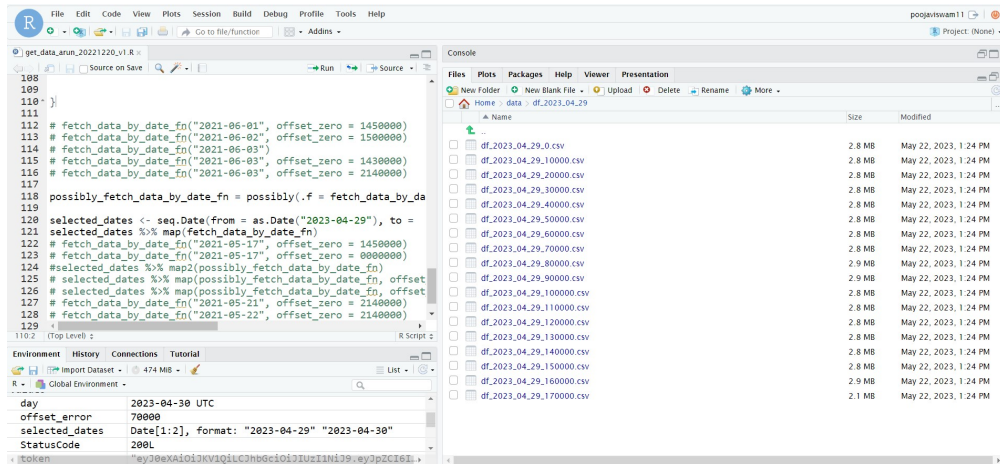 File Edit Code View Plots Session Build Debug Profile Tools Help
poojaviswam11
R
Go to file/function
Addins
Project: (None)
get_data_arun_20221220_v1.R
Source on Save
Run
Source
108
109
110 }
111
112 # fetch_data_by_date_fn("2021-06-01", offset_zero = 1450000)
113 # fetch_data_by_date_fn("2021-06-02", offset_zero = 1500000)
114 # fetch_data_by_date_fn("2021-06-03")
115 # fetch_data_by_date_fn("2021-06-03", offset_zero = 1430000)
116 # fetch_data_by_date_fn("2021-06-03", offset_zero = 2140000)
117
118 possibly_fetch_data_by_date_fn = possibly(.f = fetch_data_by_da
119
120 selected_dates <- seq.Date(from = as.Date("2023-04-29"), to =
121 selected_dates %>% map(fetch_data_by_date_fn)
122 # fetch_data_by_date_fn("2021-05-17", offset_zero = 1450000)
123 # fetch_data_by_date_fn("2021-05-17", offset_zero = 0000000)
124 #selected_dates %>% map2(possibly_fetch_data_by_date_fn)
125 # selected_dates %>% map(possibly_fetch_data_by_date_fn, offset
126 # selected_dates %>% map(possibly_fetch_data_by_date_fn, offset
127 # fetch_data_by_date_fn("2021-05-21", offset_zero = 2140000)
128 # fetch_data_by_date_fn("2021-05-22", offset_zero = 2140000)
129
110:2 (Top Level) R Script
Environment History Connections Tutorial
Import Dataset 474 MiB List
R Global Environment
day 2023-04-30 UTC
offset_error 70000
selected_dates Date[1:2], format: "2023-04-29" "2023-04-30"
StatusCode 200L
token
Console
Files Plots Packages Help Viewer Presentation
New Folder New Blank File Upload Delete Rename More
Home data df_2023_04_29
Name Size Modified
..
df_2023_04_29_0.csv 2.8 MB May 22, 2023, 1:24 PM
df_2023_04_29_10000.csv 2.8 MB May 22, 2023, 1:24 PM
df_2023_04_29_20000.csv 2.8 MB May 22, 2023, 1:24 PM
df_2023_04_29_30000.csv 2.8 MB May 22, 2023, 1:24 PM
df_2023_04_29_40000.csv 2.8 MB May 22, 2023, 1:24 PM
df_2023_04_29_50000.csv 2.8 MB May 22, 2023, 1:24 PM
df_2023_04_29_60000.csv 2.8 MB May 22, 2023, 1:24 PM
df_2023_04_29_70000.csv 2.8 MB May 22, 2023, 1:24 PM
df_2023_04_29_80000.csv 2.9 MB May 22, 2023, 1:24 PM
df_2023_04_29_90000.csv 2.9 MB May 22, 2023, 1:24 PM
df_2023_04_29_100000.csv 2.8 MB May 22, 2023, 1:24 PM
df_2023_04_29_110000.csv 2.8 MB May 22, 2023, 1:24 PM
df_2023_04_29_120000.csv 2.8 MB May 22, 2023, 1:24 PM
df_2023_04_29_130000.csv 2.8 MB May 22, 2023, 1:24 PM
df_2023_04_29_140000.csv 2.8 MB May 22, 2023, 1:24 PM
df_2023_04_29_150000.csv 2.8 MB May 22, 2023, 1:24 PM
df_2023_04_29_160000.csv 2.9 MB May 22, 2023, 1:24 PM
df_2023_04_29_170000.csv 2.1 MB May 22, 2023, 1:24 PM